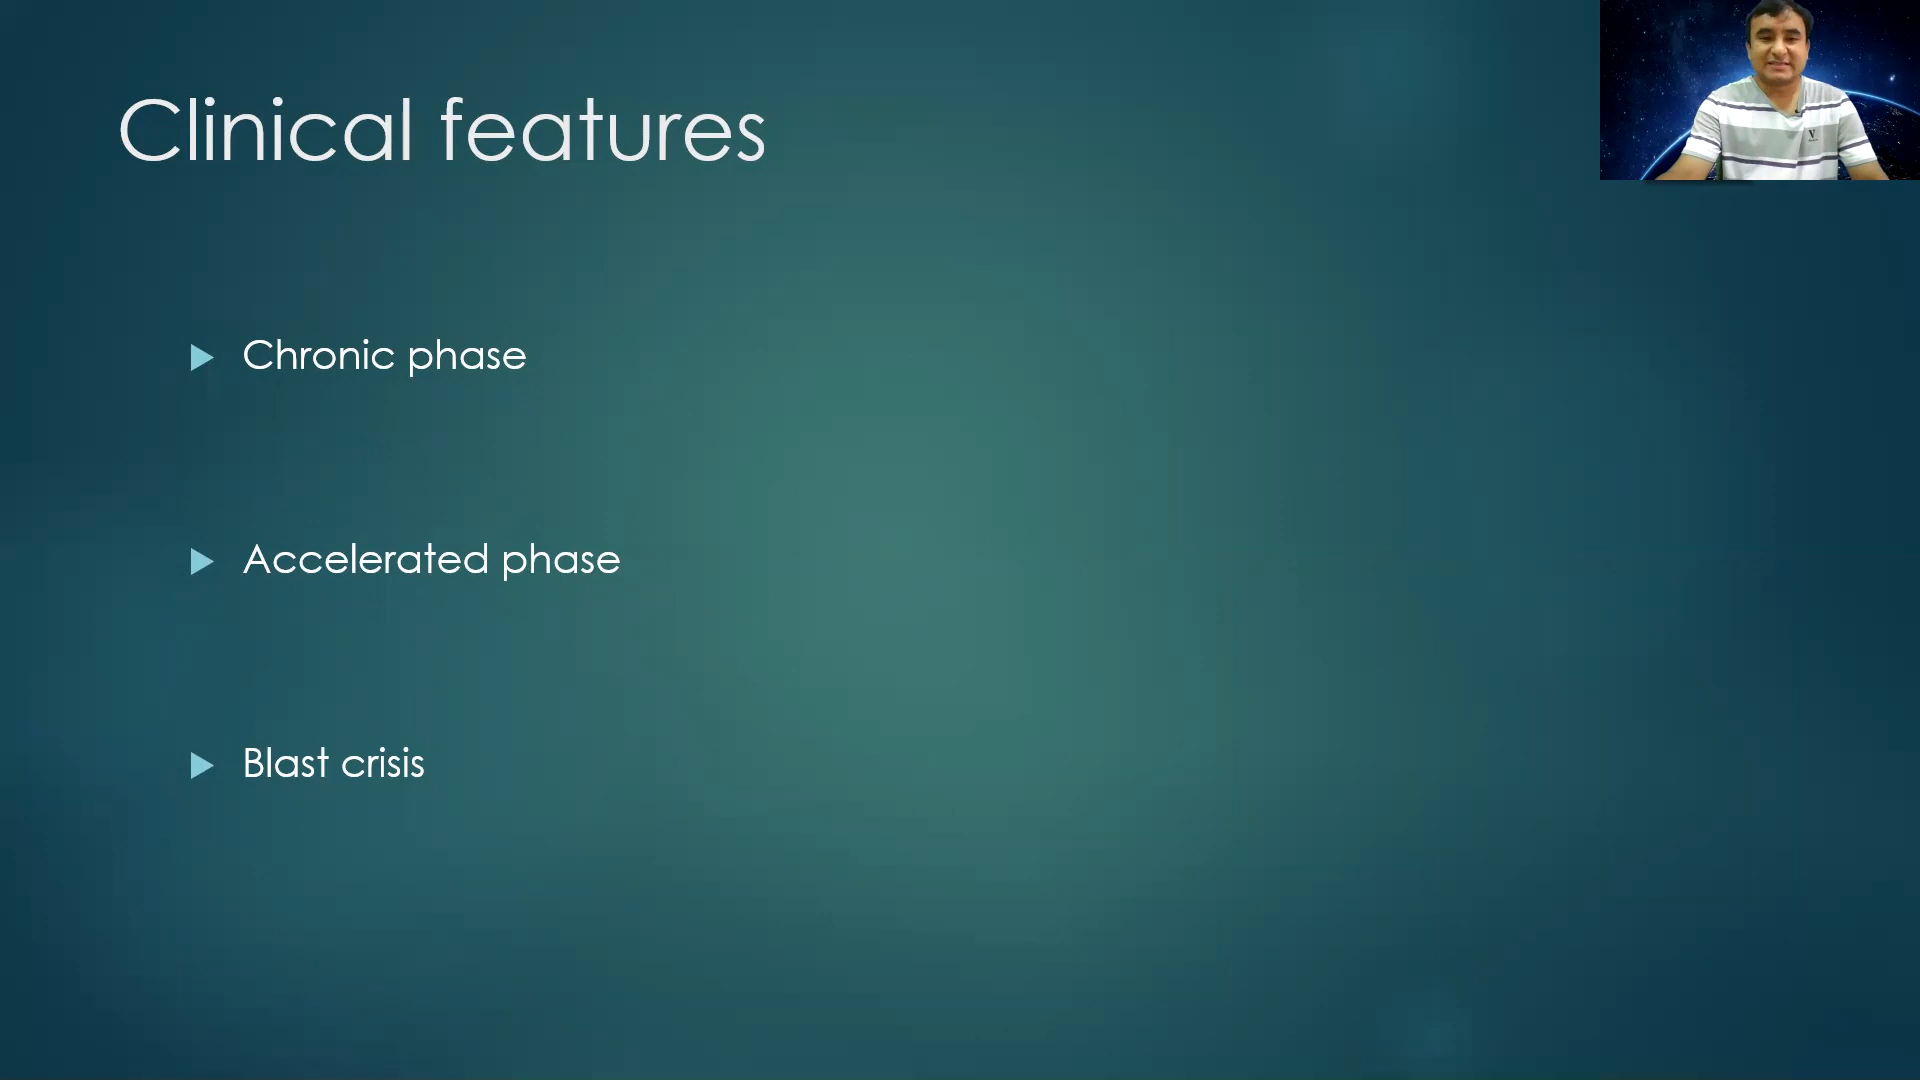 Clinical features
Chronic phase
Accelerated phase
Blast crisis
V